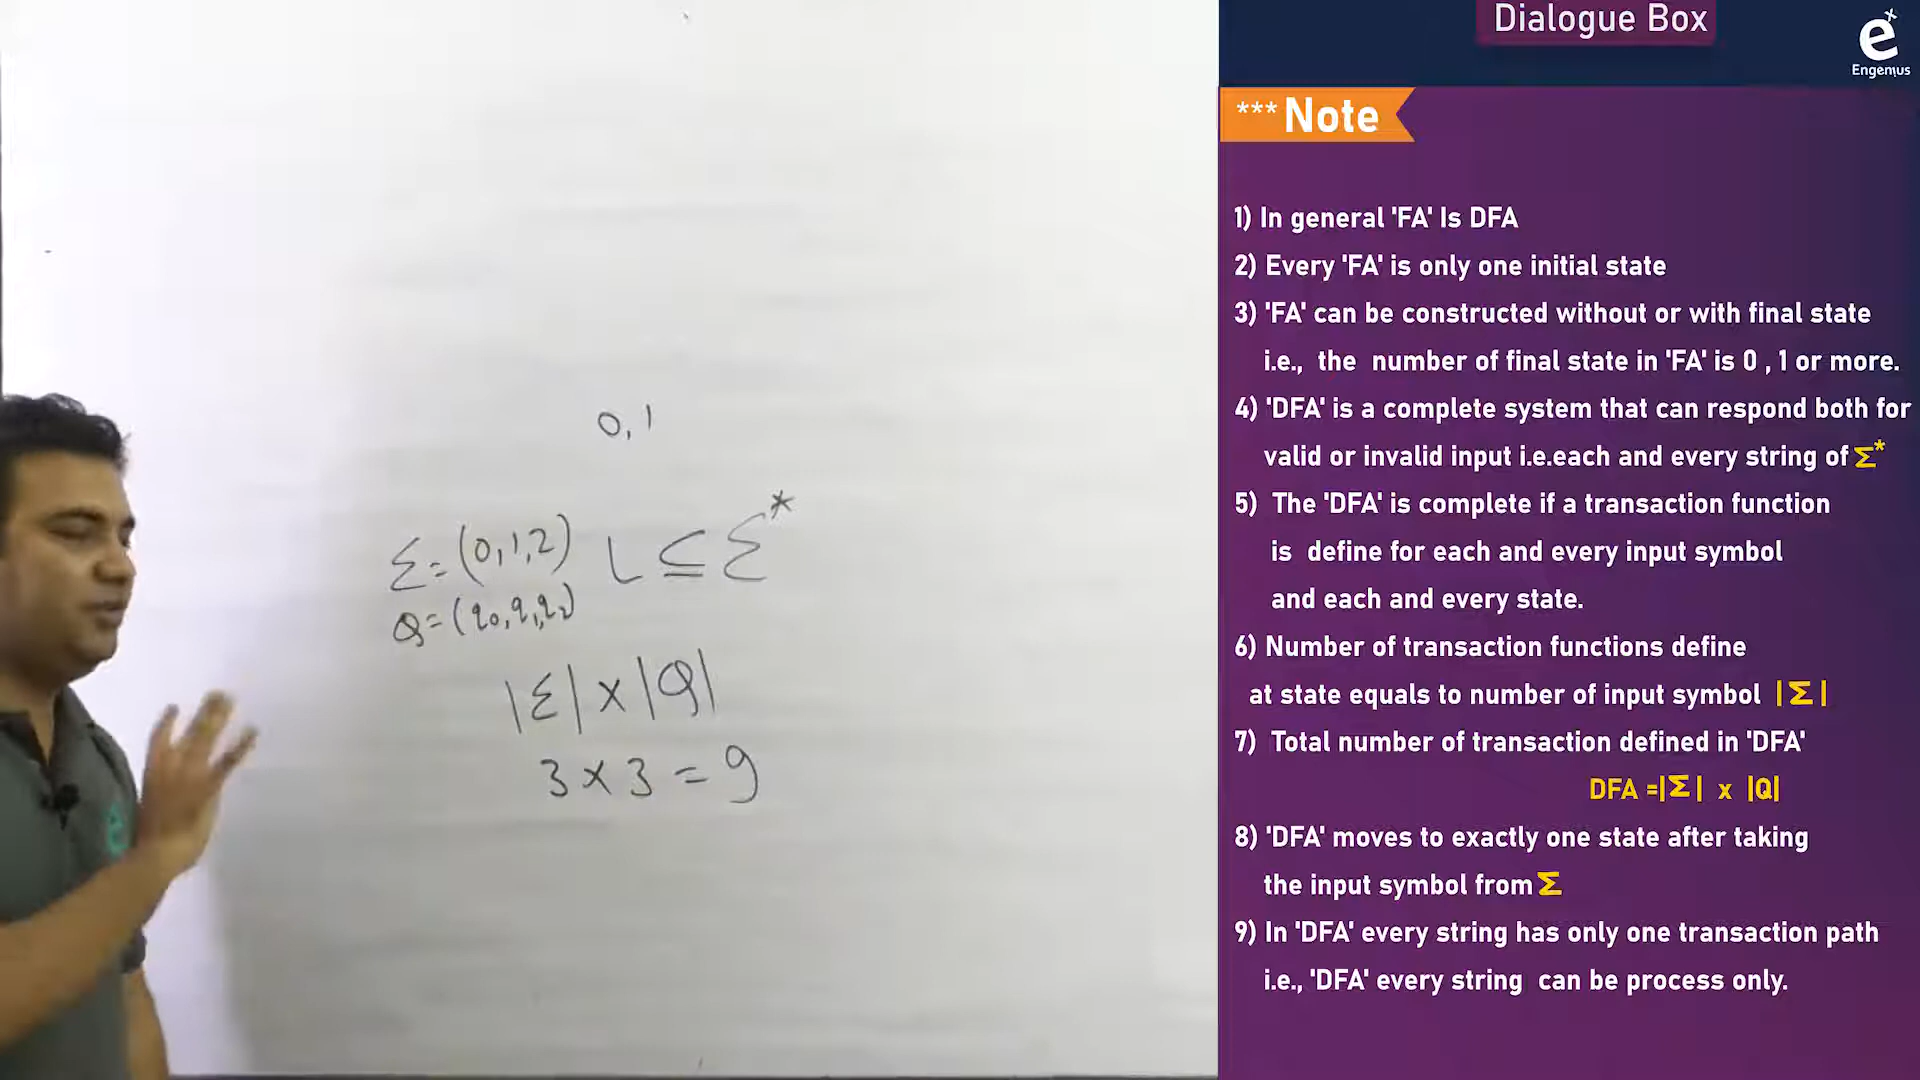 0, 1
Σ = (0,1,2) L ⊆ Σ*
Q = (q0, q1, q2)
|Σ| x |Q|
3 x 3 = 9
Dialogue Box
ex
Engenius
*** Note
1) In general 'FA' Is DFA
2) Every 'FA' is only one initial state
3) 'FA' can be constructed without or with final state
i.e., the number of final state in 'FA' is 0 , 1 or more.
4) 'DFA' is a complete system that can respond both for
valid or invalid input i.e.each and every string of Σ*
5) The 'DFA' is complete if a transaction function
is define for each and every input symbol
and each and every state.
6) Number of transaction functions define
at state equals to number of input symbol |Σ|
7) Total number of transaction defined in 'DFA'
DFA =|Σ| x |Q|
8) 'DFA' moves to exactly one state after taking
the input symbol from Σ
9) In 'DFA' every string has only one transaction path
i.e., 'DFA' every string can be process only.